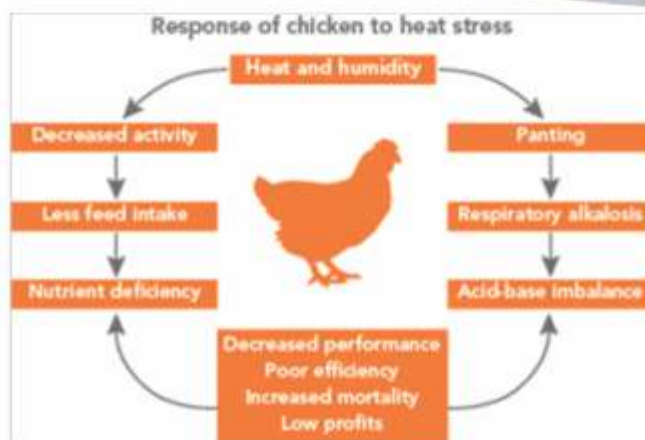 Response of chicken to heat stress
Heat and humidity
Decreased activity
Panting
Less feed intake
Respiratory alkalosis
Nutrient deficiency
Acid-base imbalance
Decreased performance
Poor efficiency
Increased mortality
Low profits